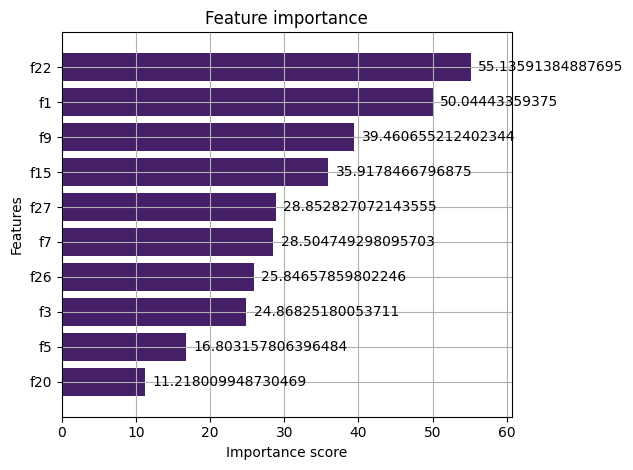 Feature importance
Features
f22 55.13591384887695
f1 50.04443359375
f9 39.460655212402344
f15 35.9178466796875
f27 28.852827072143555
f7 28.504749298095703
f26 25.84657859802246
f3 24.86825180053711
f5 16.803157806396484
f20 11.218009948730469
0 10 20 30 40 50 60
Importance score